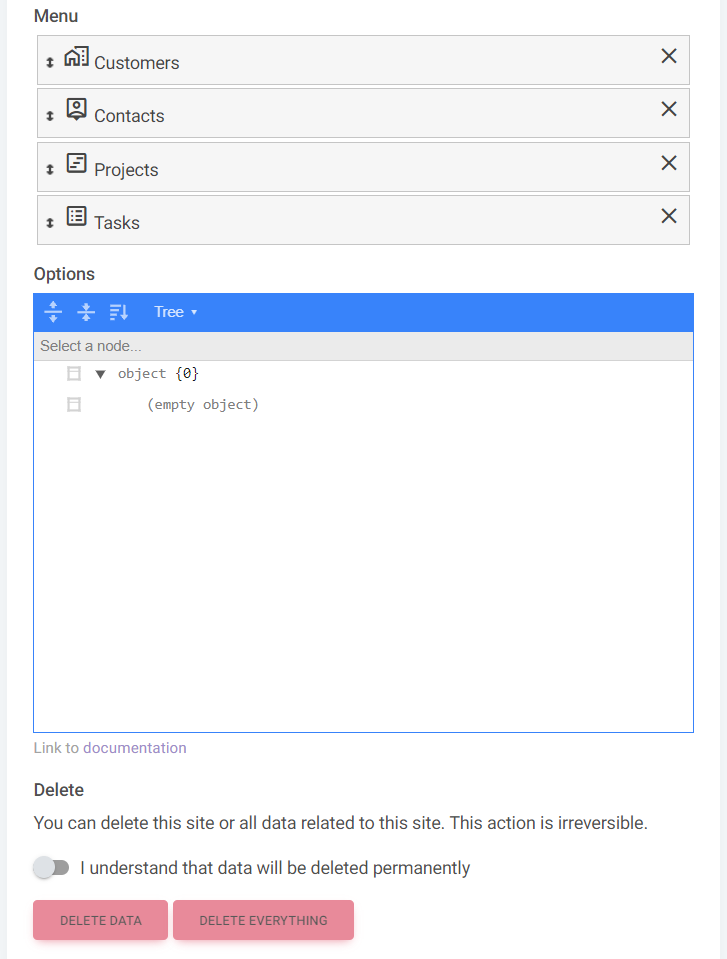 Menu
Customers
Contacts
Projects
Tasks
Options
Tree ▾
Select a node...
object {0}
(empty object)
Link to documentation
Delete
You can delete this site or all data related to this site. This action is irreversible.
I understand that data will be deleted permanently
DELETE DATA DELETE EVERYTHING